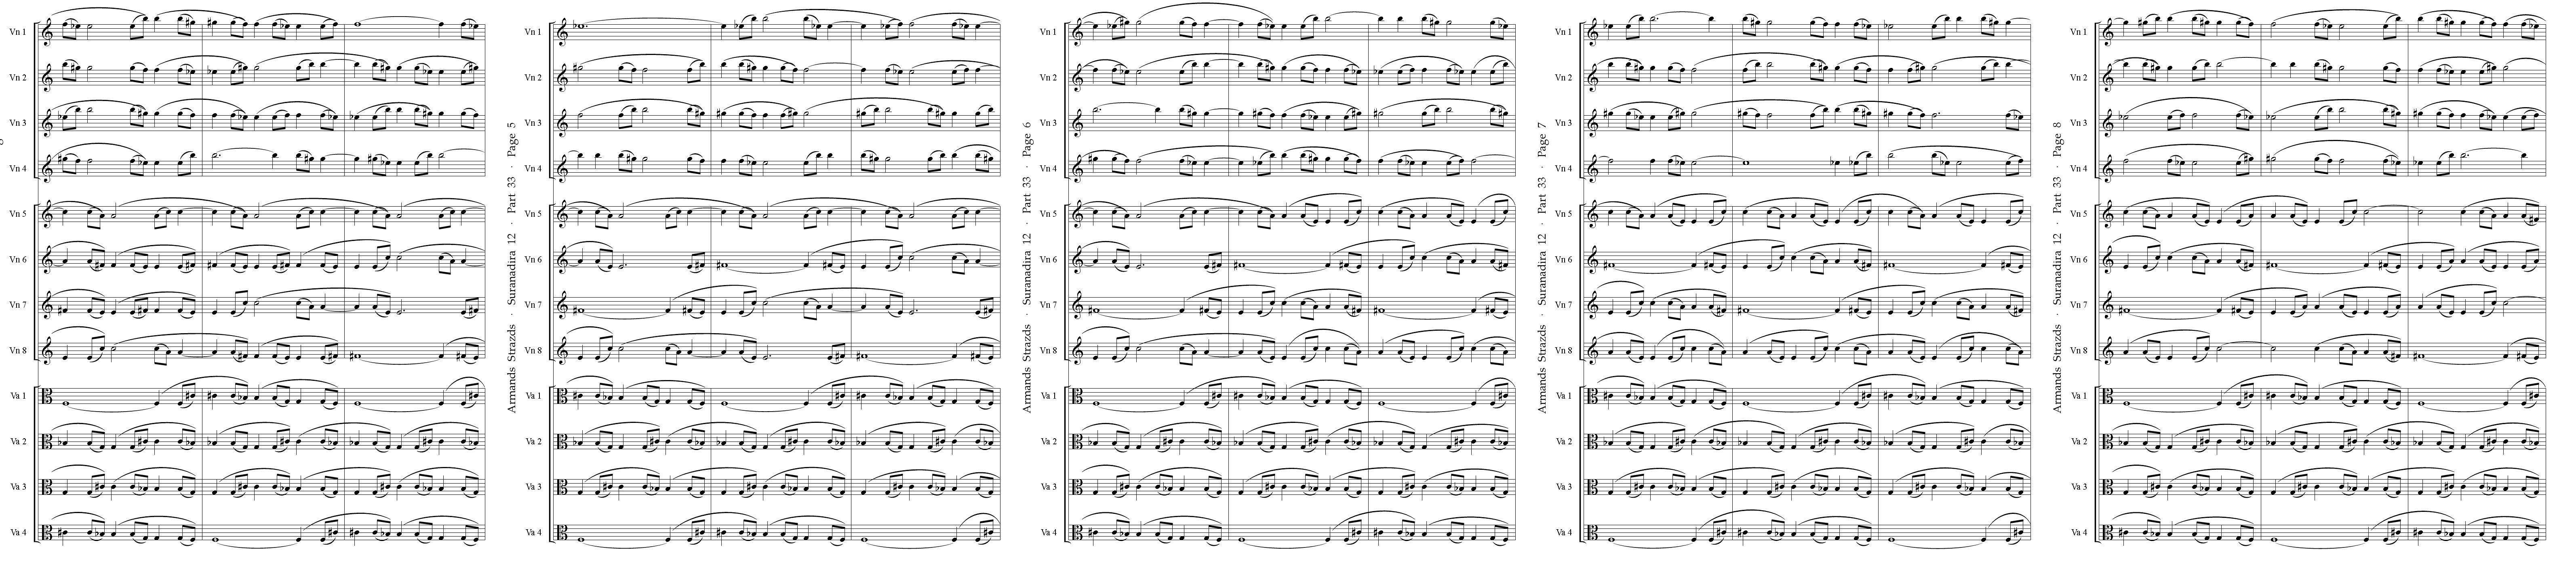 Vn 1
Vn 2
Vn 3
Vn 4
Vn 5
Vn 6
Vn 7
Vn 8
Va 1
Va 2
Va 3
Va 4
Armands Strazds · Suranadira 12 · Part 33 · Page 5
Vn 1
Vn 2
Vn 3
Vn 4
Vn 5
Vn 6
Vn 7
Vn 8
Va 1
Va 2
Va 3
Va 4
Armands Strazds · Suranadira 12 · Part 33 · Page 6
Vn 1
Vn 2
Vn 3
Vn 4
Vn 5
Vn 6
Vn 7
Vn 8
Va 1
Va 2
Va 3
Va 4
Armands Strazds · Suranadira 12 · Part 33 · Page 7
Vn 1
Vn 2
Vn 3
Vn 4
Vn 5
Vn 6
Vn 7
Vn 8
Va 1
Va 2
Va 3
Va 4
Armands Strazds · Suranadira 12 · Part 33 · Page 8
Vn 1
Vn 2
Vn 3
Vn 4
Vn 5
Vn 6
Vn 7
Vn 8
Va 1
Va 2
Va 3
Va 4